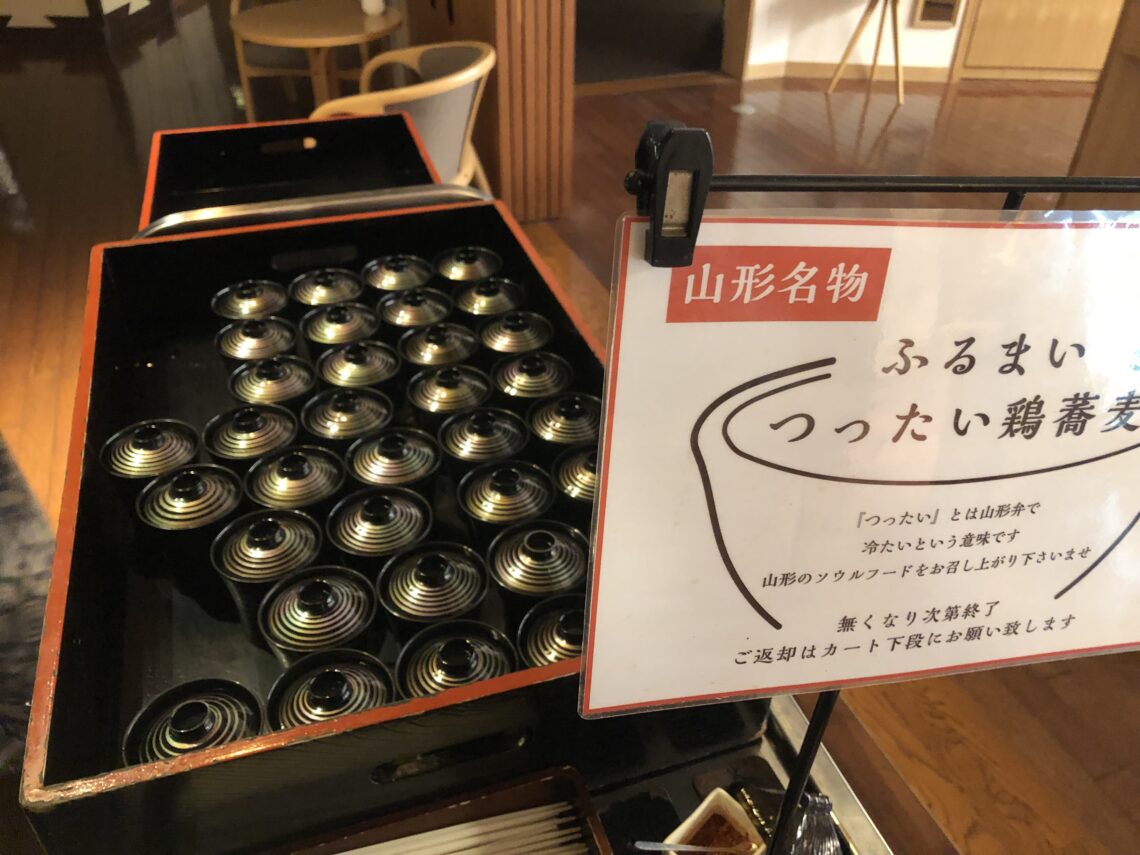 山形名物
ふるまい
つったい鶏蕎麦
『つったい』とは山形弁で
冷たいという意味です
山形のソウルフードをお召し上がり下さいませ
無くなり次第終了
ご返却はカート下段にお願い致します